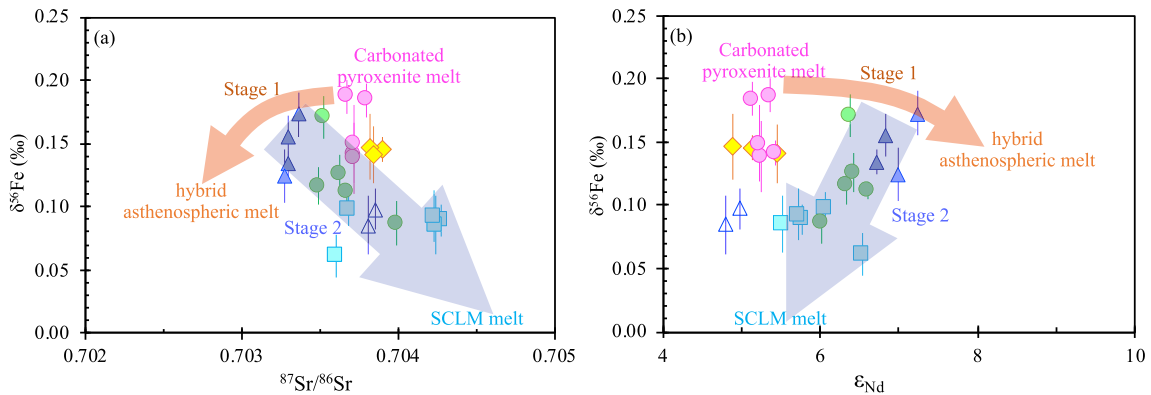 (a)
Carbonated
pyroxenite melt
Stage 1
hybrid
asthenospheric melt
Stage 2
SCLM melt
0.25
0.20
0.15
0.10
0.05
0.00
δ⁵⁶Fe (‰)
0.702
0.703
0.704
0.705
⁸⁷Sr/⁸⁶Sr
(b)
Carbonated
pyroxenite melt
Stage 1
hybrid
asthenospheric melt
Stage 2
SCLM melt
0.25
0.20
0.15
0.10
0.05
0.00
δ⁵⁶Fe (‰)
4
6
8
10
εNd